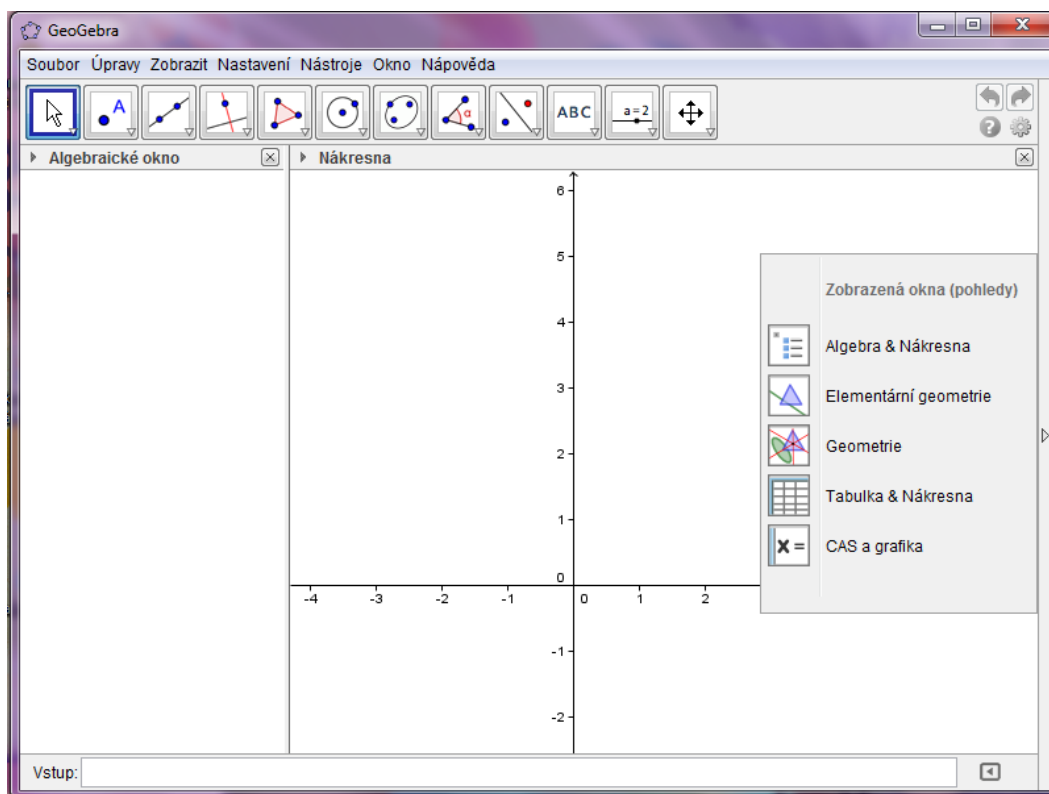 GeoGebra
Soubor Úpravy Zobrazit Nastavení Nástroje Okno Nápověda
A
α
ABC
a=2
Algebraické okno
Nákresna
6
5
4
3
2
1
0
-4 -3 -2 -1 0 1 2
-1
-2
Zobrazená okna (pohledy)
Algebra & Nákresna
Elementární geometrie
Geometrie
Tabulka & Nákresna
X = CAS a grafika
Vstup: